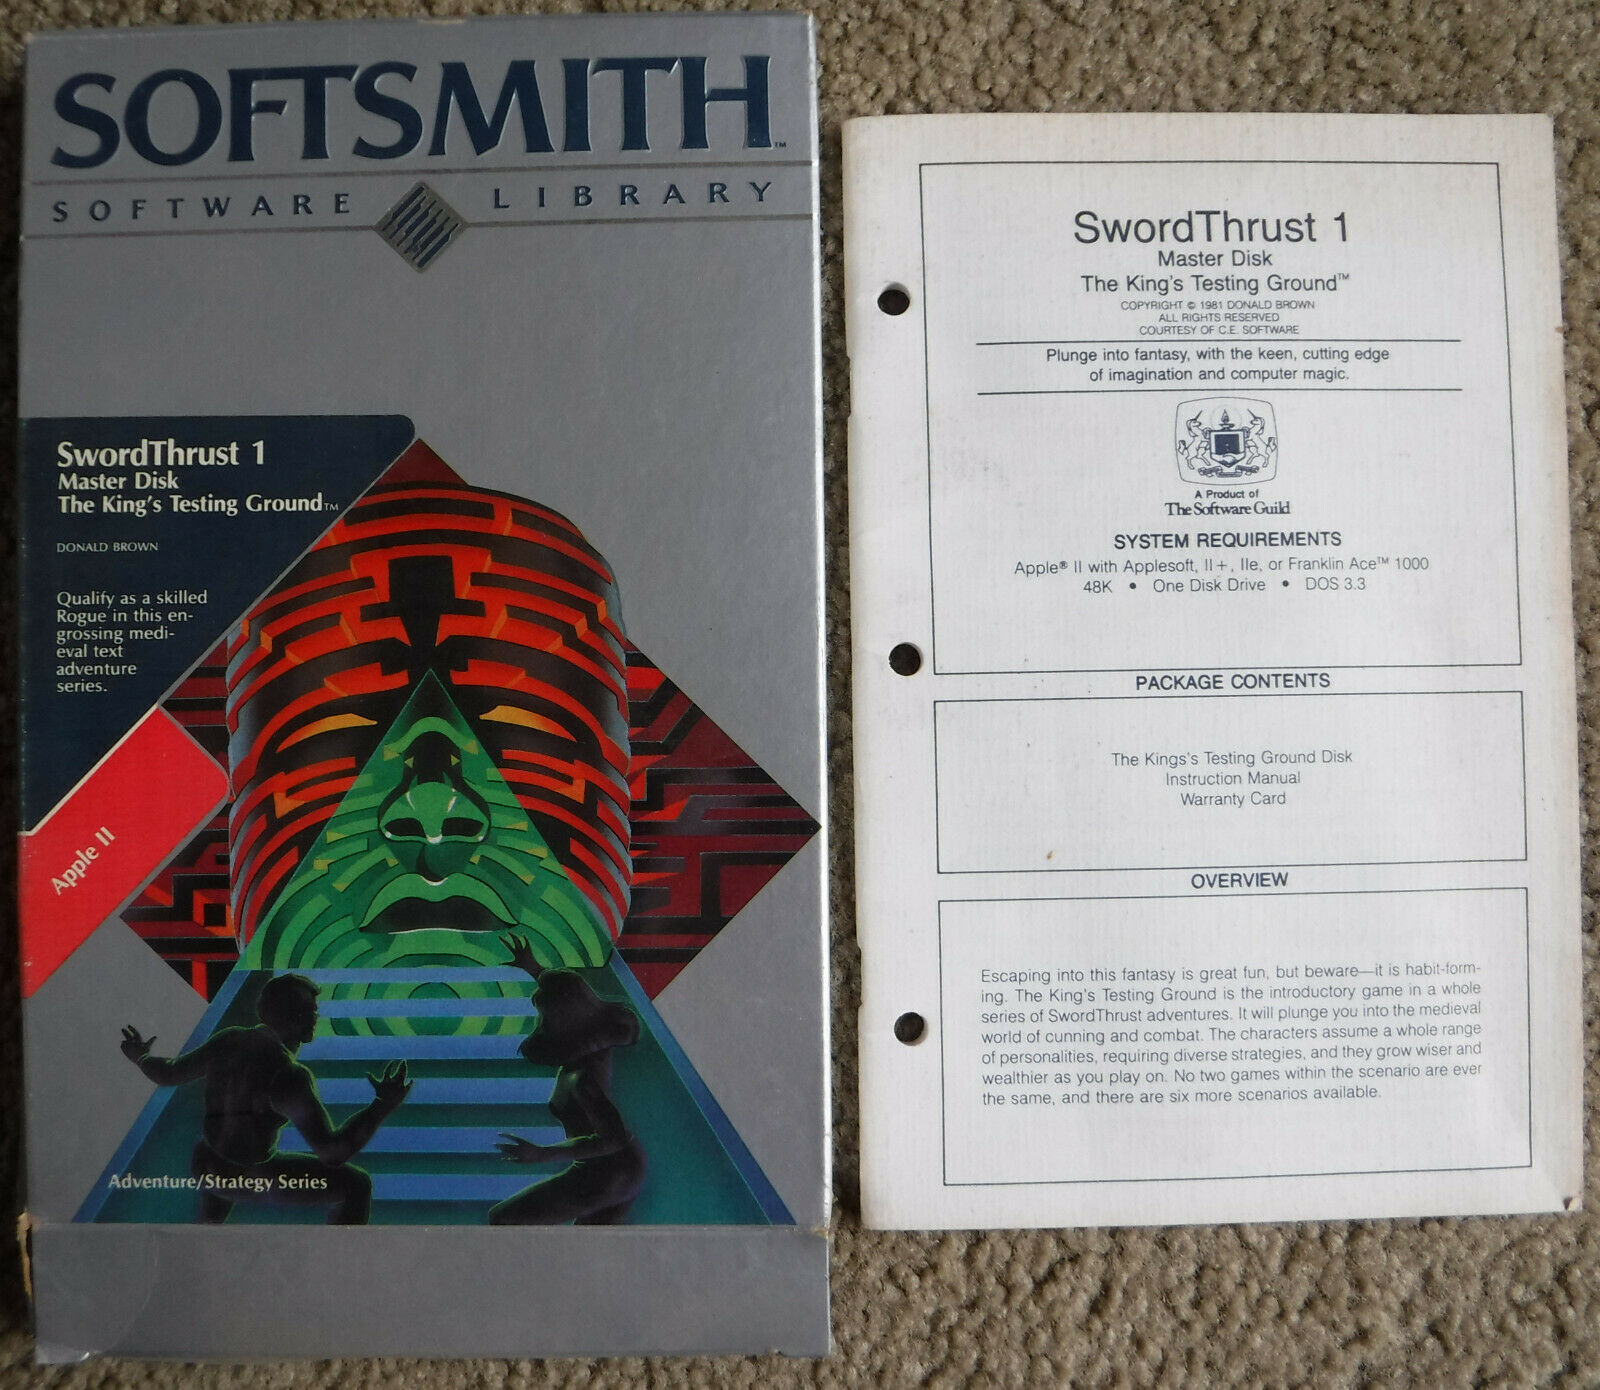 SOFTSMITH™
SOFTWARE LIBRARY
SwordThrust 1
Master Disk
The King's Testing Ground™
DONALD BROWN
Qualify as a skilled
Rogue in this en-
grossing medi-
eval text
adventure
series.
Apple II
Adventure/Strategy Series
SwordThrust 1
Master Disk
The King's Testing Ground™
COPYRIGHT © 1981 DONALD BROWN
ALL RIGHTS RESERVED
COURTESY OF C.E. SOFTWARE
Plunge into fantasy, with the keen, cutting edge
of imagination and computer magic.
A Product of
The Software Guild
SYSTEM REQUIREMENTS
Apple® II with Applesoft, II+, IIe, or Franklin Ace™ 1000
48K • One Disk Drive • DOS 3.3
PACKAGE CONTENTS
The Kings's Testing Ground Disk
Instruction Manual
Warranty Card
OVERVIEW
Escaping into this fantasy is great fun, but beware—it is habit-form-
ing. The King's Testing Ground is the introductory game in a whole
series of SwordThrust adventures. It will plunge you into the medieval
world of cunning and combat. The characters assume a whole range
of personalities, requiring diverse strategies, and they grow wiser and
wealthier as you play on. No two games within the scenario are ever
the same, and there are six more scenarios available.